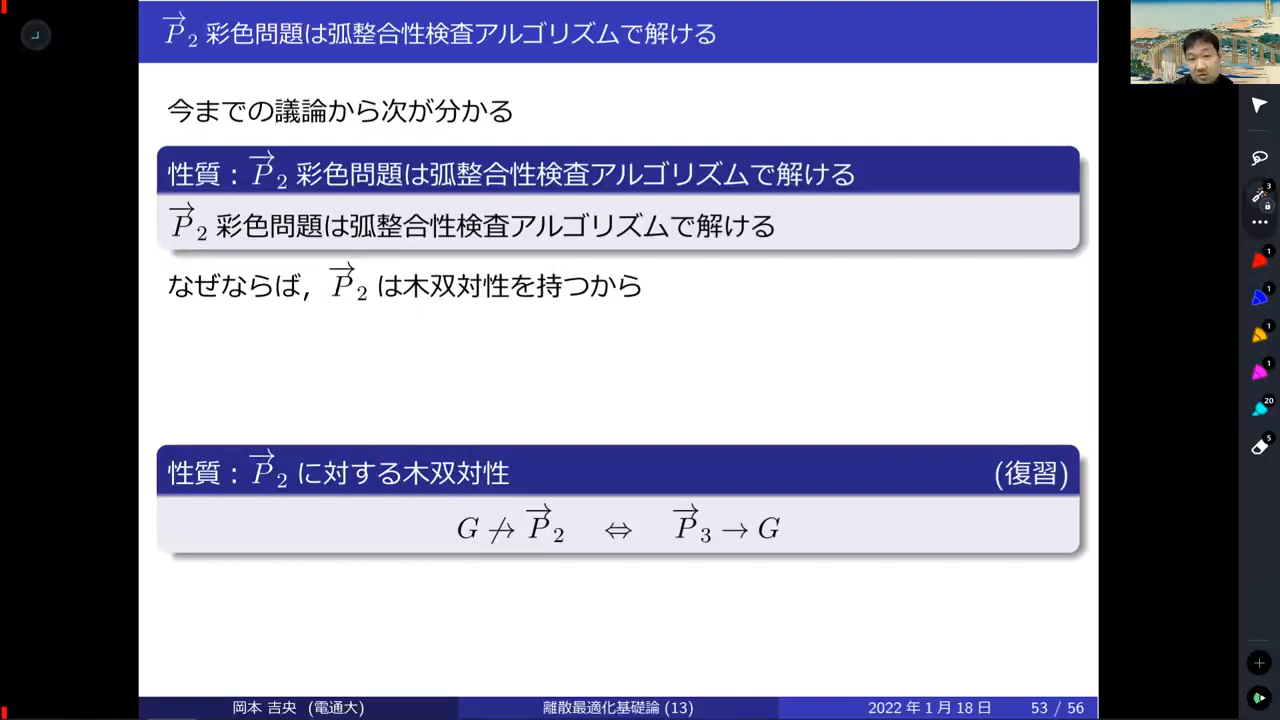 P⃗₂ 彩色問題は弧整合性検査アルゴリズムで解ける
今までの議論から次が分かる
性質:P⃗₂ 彩色問題は弧整合性検査アルゴリズムで解ける
P⃗₂ 彩色問題は弧整合性検査アルゴリズムで解ける
なぜならば,P⃗₂ は木双対性を持つから
性質:P⃗₂ に対する木双対性 (復習)
G ↛ P⃗₂ ⇔ P⃗₃ → G
岡本 吉央 (電通大) 離散最適化基礎論 (13) 2022 年 1 月 18 日 53 / 56
3
1
1
1
1
20
5